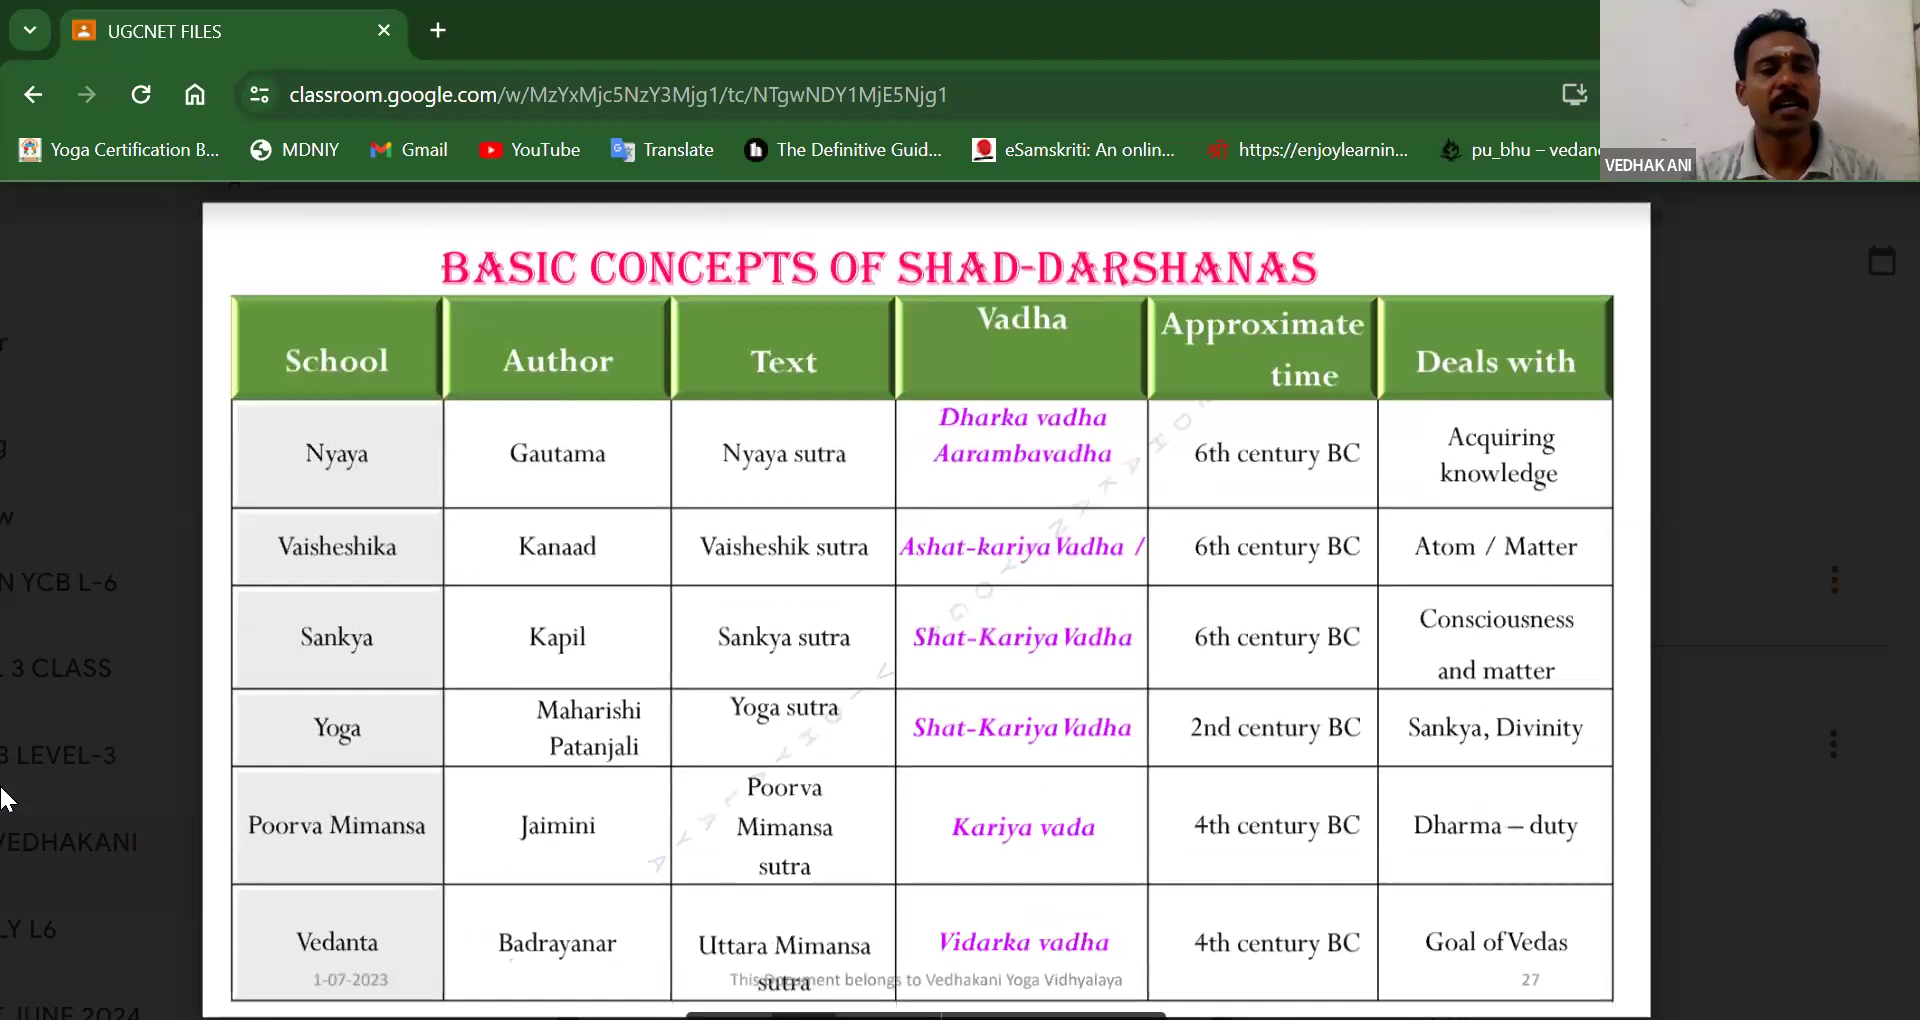 UGCNET FILES
classroom.google.com/w/MzYxMjc5NzY3Mjg1/tc/NTgwNDY1MjE5Njg1
Yoga Certification B... MDNIY Gmail YouTube Translate The Definitive Guid... eSamskriti: An onlin... https://enjoylearnin... pu_bhu – vedan
VEDHAKANI
BASIC CONCEPTS OF SHAD-DARSHANAS
School Author Text Vadha Approximate time Deals with
Nyaya Gautama Nyaya sutra Dharka vadha Aarambavadha 6th century BC Acquiring knowledge
Vaisheshika Kanaad Vaisheshik sutra Ashat-kariya Vadha / 6th century BC Atom / Matter
Sankya Kapil Sankya sutra Shat-Kariya Vadha 6th century BC Consciousness and matter
Yoga Maharishi Patanjali Yoga sutra Shat-Kariya Vadha 2nd century BC Sankya, Divinity
Poorva Mimansa Jaimini Poorva Mimansa sutra Kariya vada 4th century BC Dharma – duty
Vedanta Badrayanar Uttara Mimansa sutra Vidarka vadha 4th century BC Goal of Vedas
1-07-2023 This Document belongs to Vedhakani Yoga Vidhyalaya 27
N YCB L-6
3 CLASS
B LEVEL-3
VEDHAKANI
LY L6
JUNE 2024